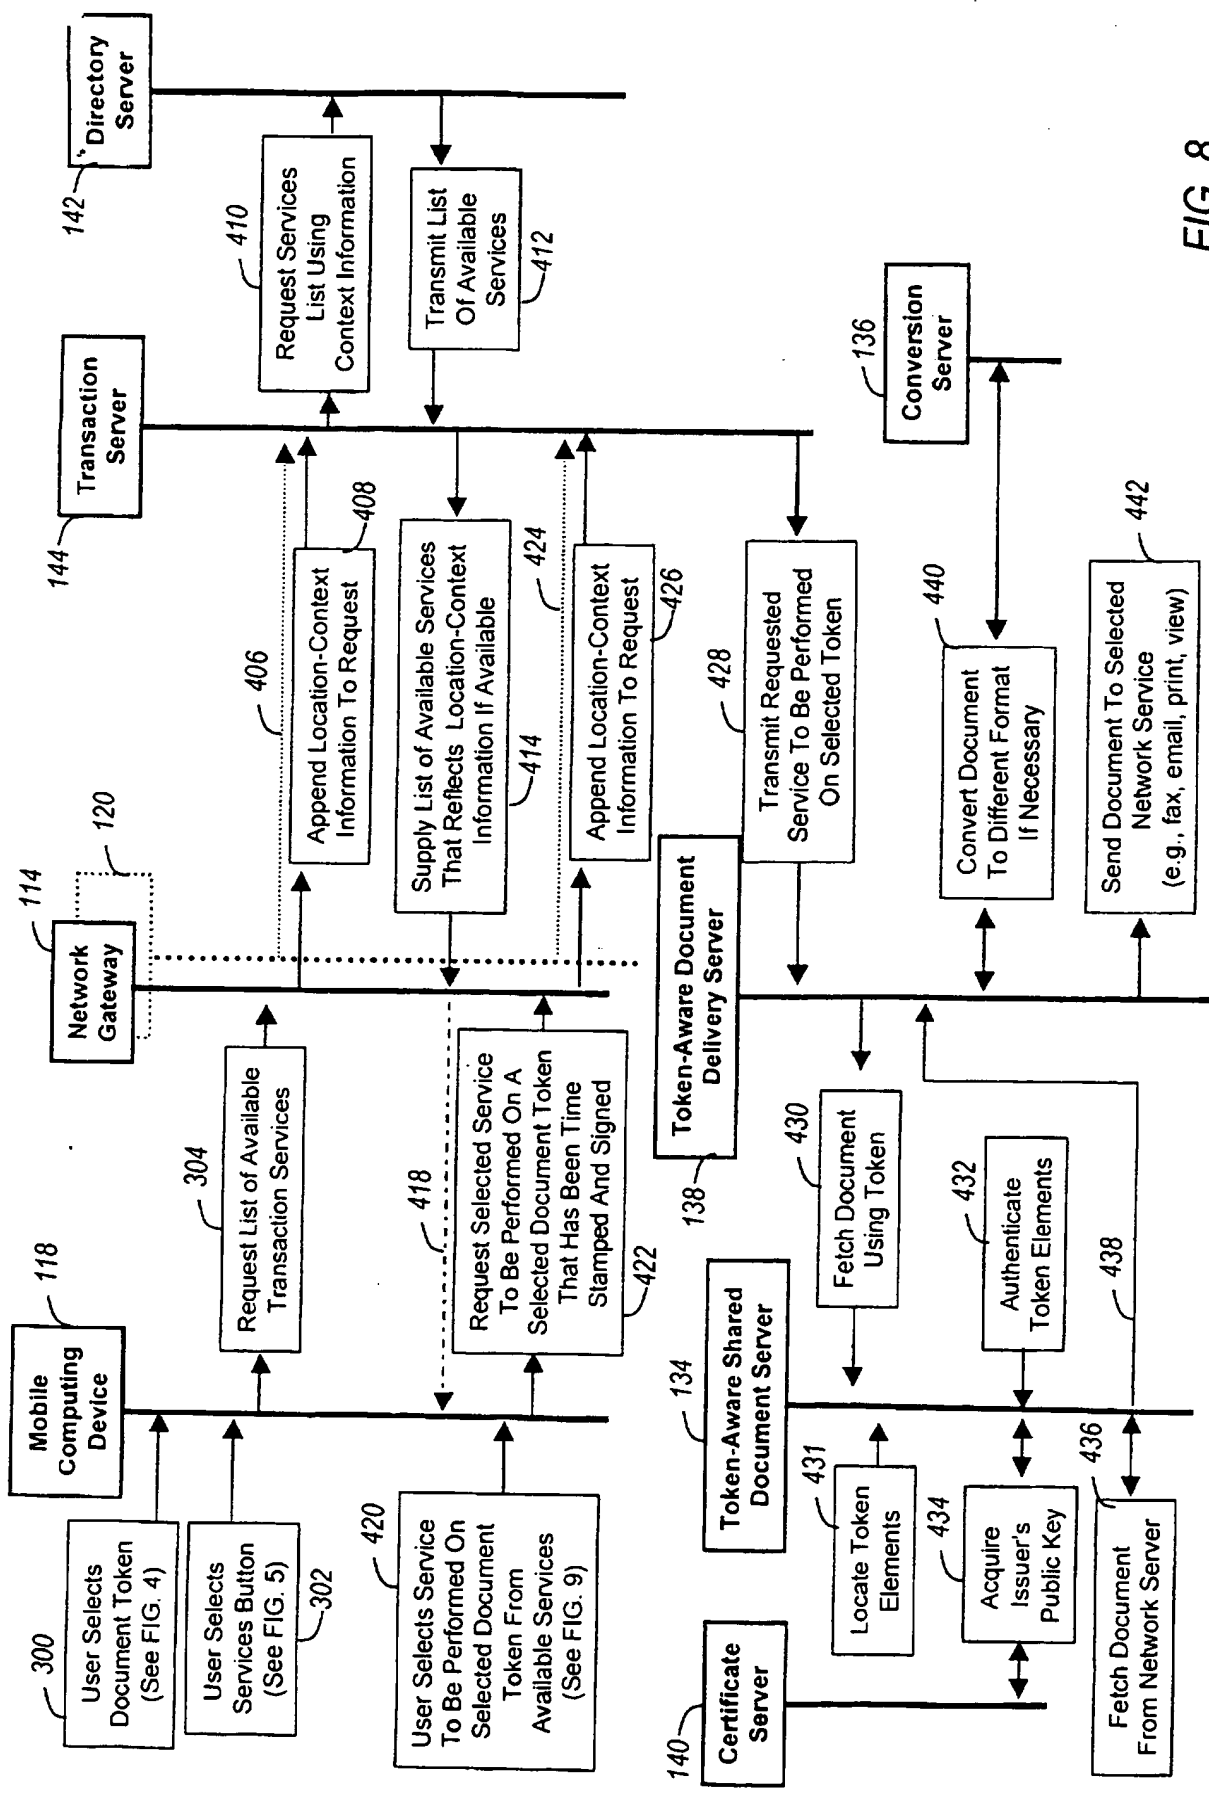 Mobile
Computing
Device
118
Network
Gateway
114
120
Transaction
Server
144
Directory
Server
142
300
User Selects
Document Token
(See FIG. 4)
User Selects
Services Button
(See FIG. 5)
302
304
Request List of Available
Transaction Services
406
Append Location-Context
Information To Request
408
410
Request Services
List Using
Context Information
Transmit List
Of Available
Services
412
Supply List of Available Services
That Reflects Location-Context
Information If Available
414
418
420
User Selects Service
To Be Performed On
Selected Document
Token From
Available Services
(See FIG. 9)
Request Selected Service
To Be Performed On A
Selected Document Token
That Has Been Time
Stamped And Signed
422
424
Append Location-Context
Information To Request
426
140
Certificate
Server
Token-Aware Shared
Document Server
134
Token-Aware Document
Delivery Server
138
428
Transmit Requested
Service To Be Performed
On Selected Token
136
Conversion
Server
430
Fetch Document
Using Token
431
Locate Token
Elements
432
Authenticate
Token Elements
434
Acquire
Issuer's
Public Key
436
Fetch Document
From Network Server
438
440
Convert Document
To Different Format
If Necessary
Send Document To Selected
Network Service
(e.g., fax, email, print, view)
442
FIG. 8